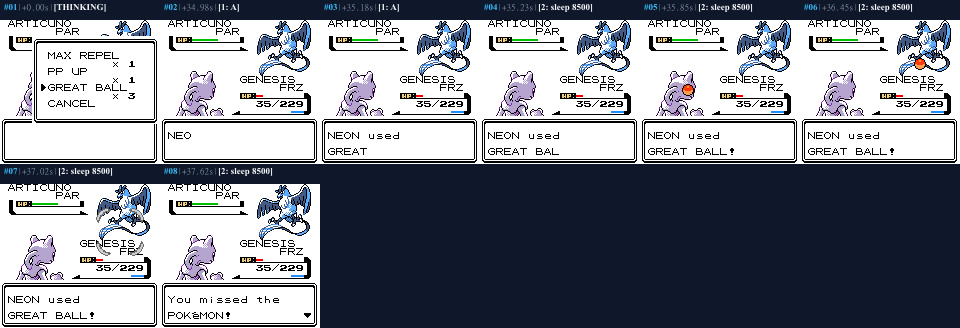 #01 | +0.00s | [THINKING]
ARTICUNO
MAX REPEL
× 1
PP UP
× 1
▶GREAT BALL
× 3
CANCEL
#02 | +34.98s | [1: A]
ARTICUNO
PAR
HP:
GENESIS
FRZ
HP:
35/229
NEO
#03 | +35.18s | [1: A]
ARTICUNO
PAR
HP:
GENESIS
FRZ
HP:
35/229
NEON used
GREAT
#04 | +35.23s | [2: sleep 8500]
ARTICUNO
PAR
HP:
GENESIS
FRZ
HP:
35/229
NEON used
GREAT BAL
#05 | +35.85s | [2: sleep 8500]
ARTICUNO
PAR
HP:
GENESIS
FRZ
HP:
35/229
NEON used
GREAT BALL!
#06 | +36.45s | [2: sleep 8500]
ARTICUNO
PAR
HP:
GENESIS
FRZ
HP:
35/229
NEON used
GREAT BALL!
#07 | +37.02s | [2: sleep 8500]
ARTICUNO
PAR
HP:
GENESIS
FRZ
HP:
35/229
NEON used
GREAT BALL!
#08 | +37.62s | [2: sleep 8500]
ARTICUNO
PAR
HP:
GENESIS
FRZ
HP:
35/229
You missed the
POKéMON!